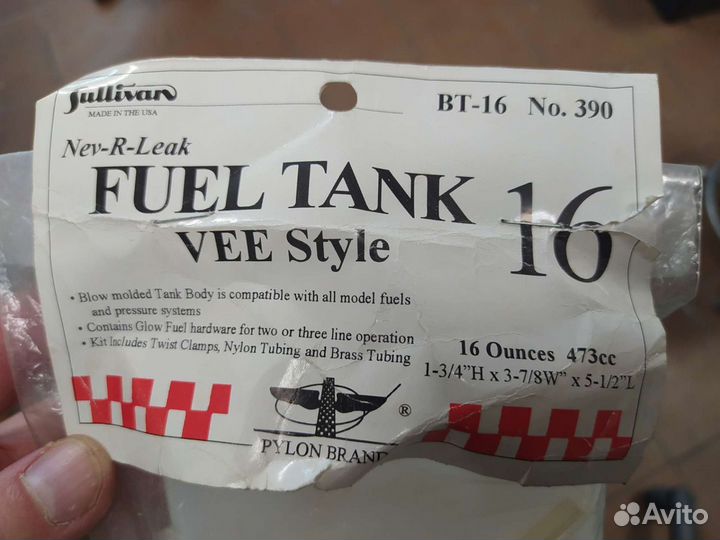 Sullivan
MADE IN THE USA
BT-16 No. 390
Nev-R-Leak
FUEL TANK
VEE Style
16
• Blow molded Tank Body is compatible with all model fuels
and pressure systems
• Contains Glow Fuel hardware for two or three line operation
• Kit Includes Twist Clamps, Nylon Tubing and Brass Tubing
16 Ounces 473cc
1-3/4"H x 3-7/8W" x 5-1/2"L
®
PYLON BRAND
Avito